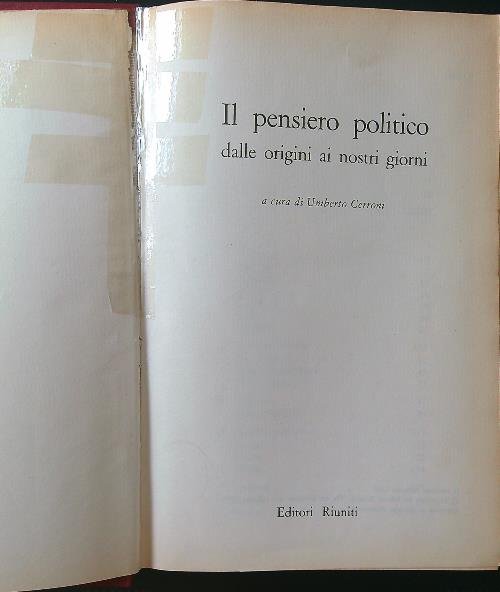 Il pensiero politico
dalle origini ai nostri giorni
a cura di Umberto Cerroni
Editori Riuniti